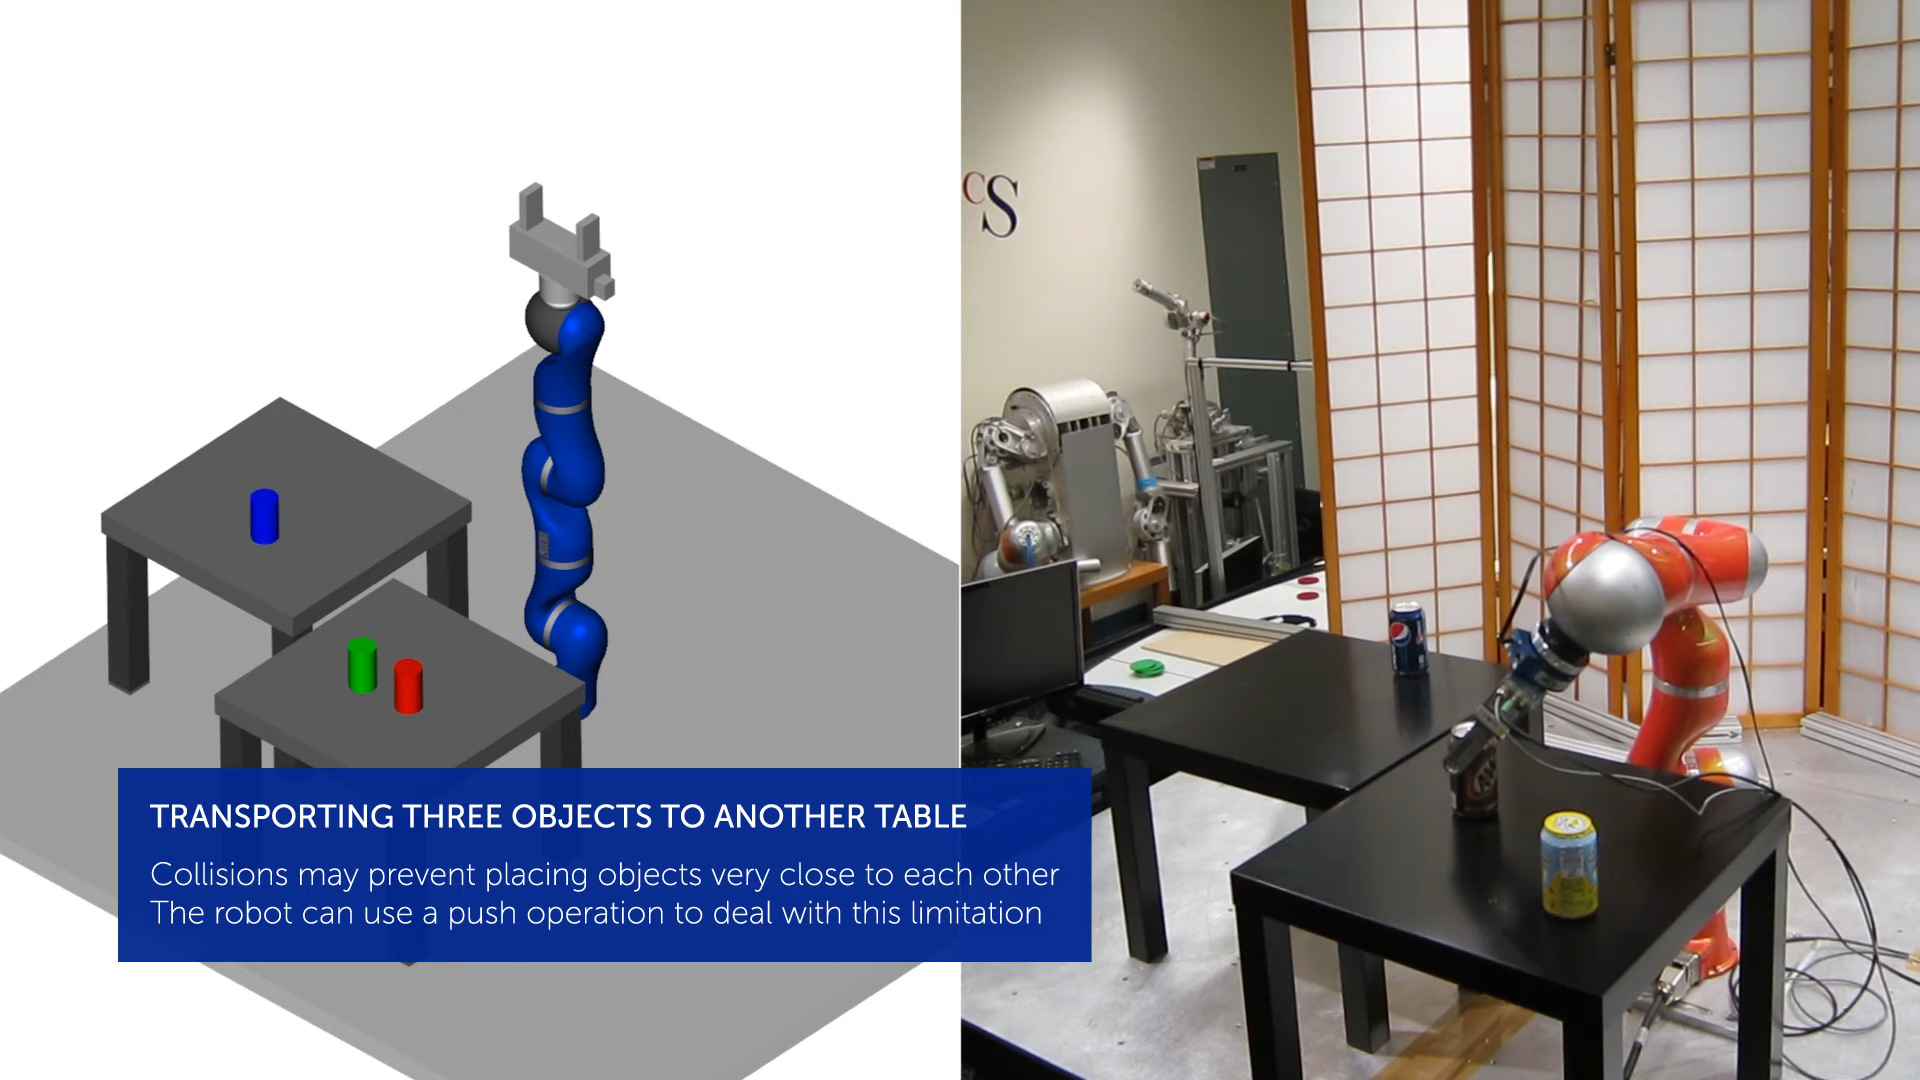 CS
TRANSPORTING THREE OBJECTS TO ANOTHER TABLE
Collisions may prevent placing objects very close to each other
The robot can use a push operation to deal with this limitation
pepsi
A&W